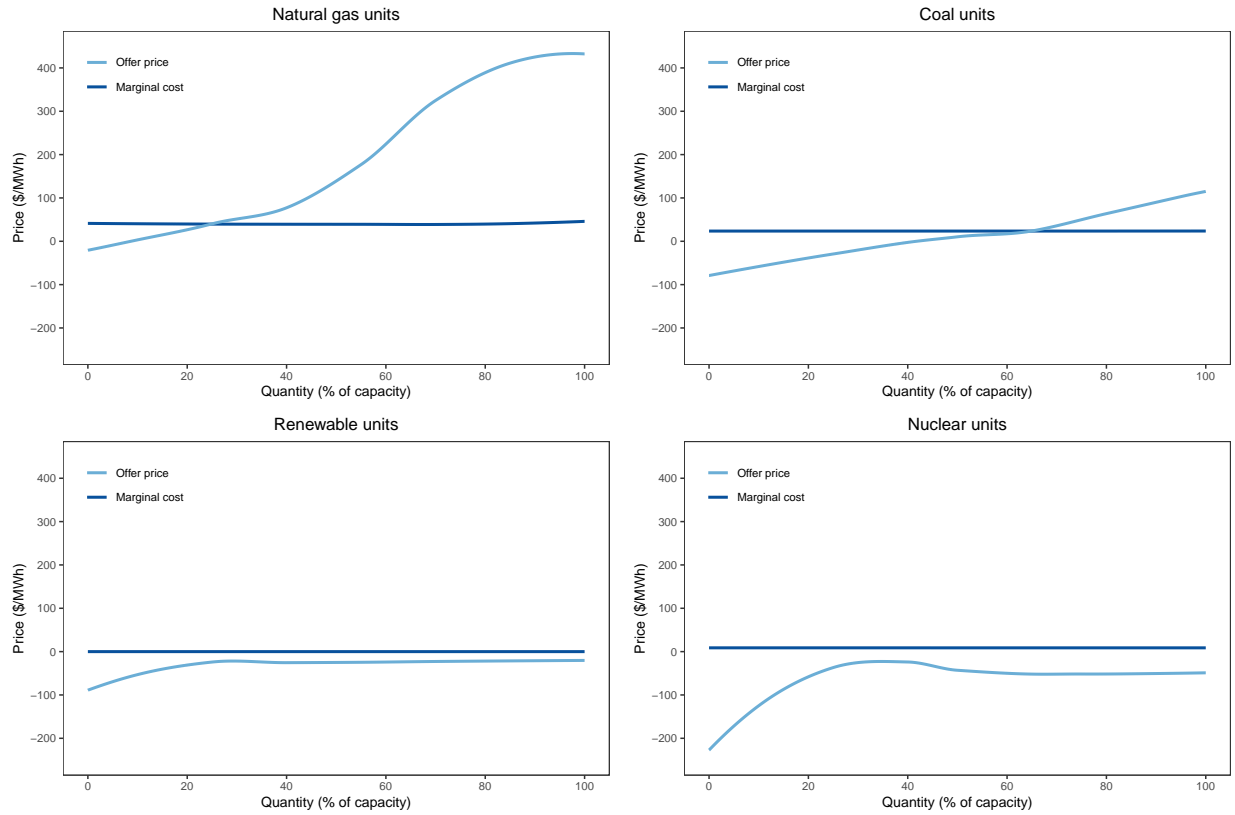 Natural gas units
Offer price
Marginal cost
400
300
200
100
0
−100
−200
Price ($/MWh)
0 20 40 60 80 100
Quantity (% of capacity)
Coal units
Offer price
Marginal cost
400
300
200
100
0
−100
−200
Price ($/MWh)
0 20 40 60 80 100
Quantity (% of capacity)
Renewable units
Offer price
Marginal cost
400
300
200
100
0
−100
−200
Price ($/MWh)
0 20 40 60 80 100
Quantity (% of capacity)
Nuclear units
Offer price
Marginal cost
400
300
200
100
0
−100
−200
Price ($/MWh)
0 20 40 60 80 100
Quantity (% of capacity)